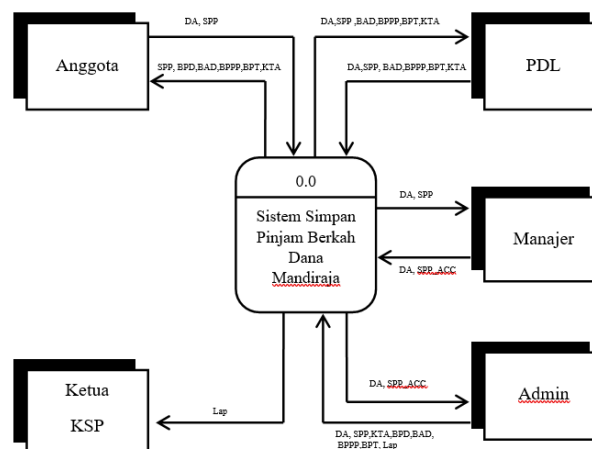 DA, SPP
DA,SPP ,BAD,BPPP,BPT,KTA
Anggota
SPP, BPD,BAD,BPPP,BPT,KTA
DA,SPP, BAD,BPPP,BPT,KTA
PDL
0.0
Sistem Simpan
Pinjam Berkah
Dana
Mandiraja
DA, SPP
Manajer
DA, SPP_ACC
Ketua
KSP
Lap
DA, SPP_ACC
Admin
DA, SPP,KTA,BPD,BAD,
BPPP,BPT, Lap